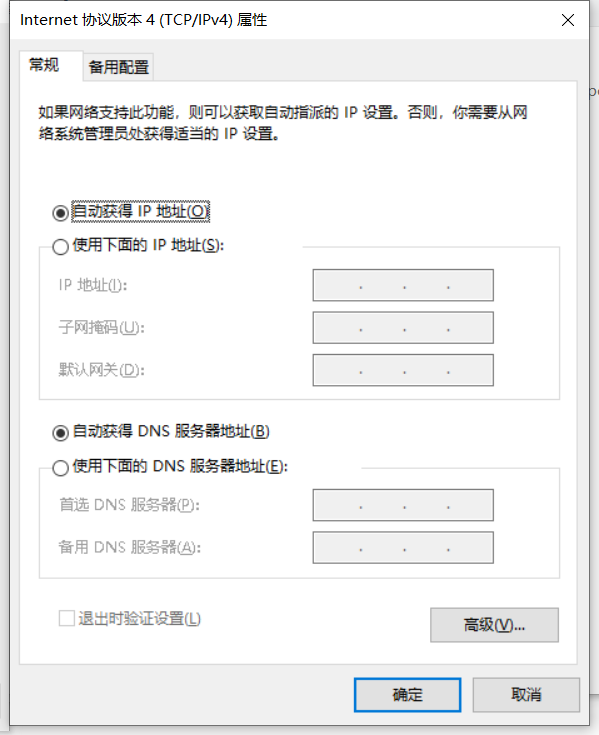 Internet 协议版本 4 (TCP/IPv4) 属性
常规
备用配置
如果网络支持此功能，则可以获取自动指派的 IP 设置。否则，你需要从网
络系统管理员处获得适当的 IP 设置。
自动获得 IP 地址(O)
使用下面的 IP 地址(S):
IP 地址(I):
子网掩码(U):
默认网关(D):
自动获得 DNS 服务器地址(B)
使用下面的 DNS 服务器地址(E):
首选 DNS 服务器(P):
备用 DNS 服务器(A):
退出时验证设置(L)
高级(V)...
确定
取消